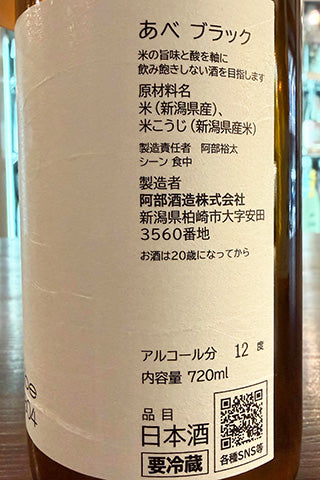 あべ ブラック
米の旨味と酸を軸に
飲み飽きしない酒を目指します
原材料名
米（新潟県産）、
米こうじ（新潟県産米）
製造責任者 阿部裕太
シーン 食中
製造者
阿部酒造株式会社
新潟県柏崎市大字安田
3560番地
お酒は20歳になってから
アルコール分 12 度
内容量 720ml
品目
日本酒
要冷蔵
各種SNS等